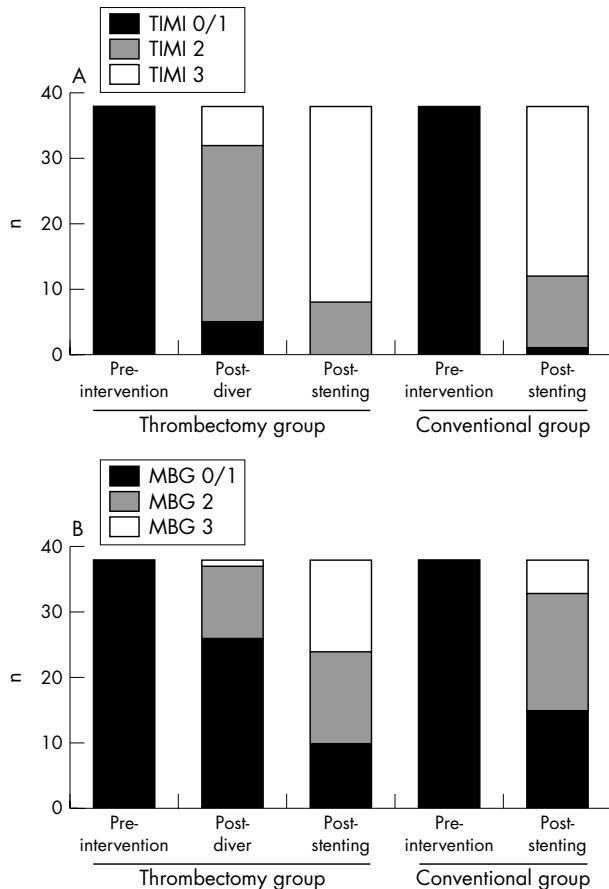 TIMI 0/1
TIMI 2
TIMI 3
A
40
30
20
10
0
n
Pre-
intervention
Post-
diver
Post-
stenting
Pre-
intervention
Post-
stenting
Thrombectomy group
Conventional group
MBG 0/1
MBG 2
MBG 3
B
40
30
20
10
0
n
Pre-
intervention
Post-
diver
Post-
stenting
Pre-
intervention
Post-
stenting
Thrombectomy group
Conventional group